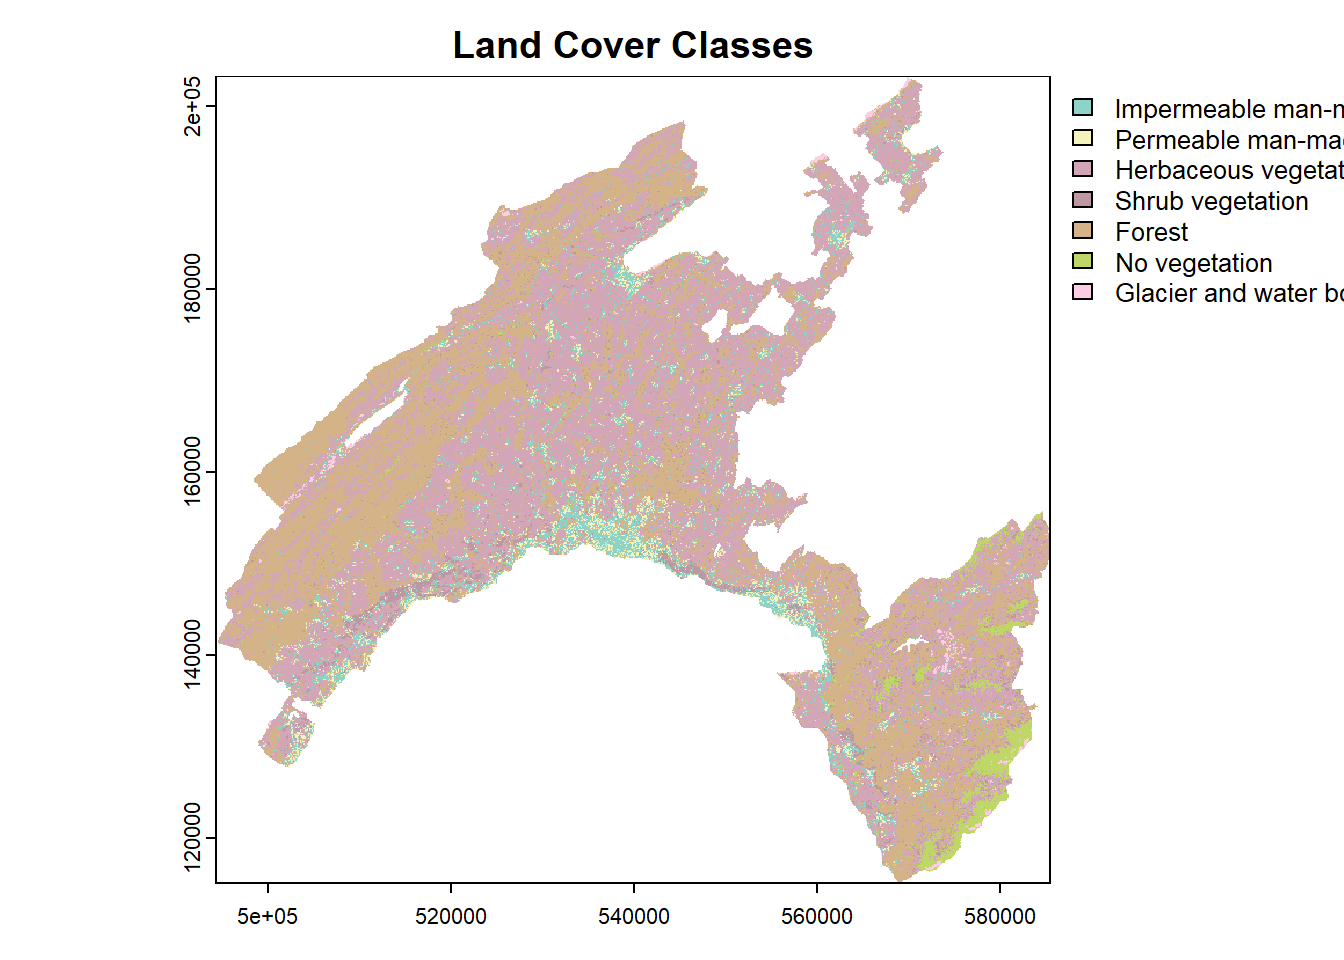 Land Cover Classes
2e+05
180000
160000
140000
120000
5e+05
520000
540000
560000
580000
Impermeable man-m
Permeable man-mad
Herbaceous vegetat
Shrub vegetation
Forest
No vegetation
Glacier and water bo